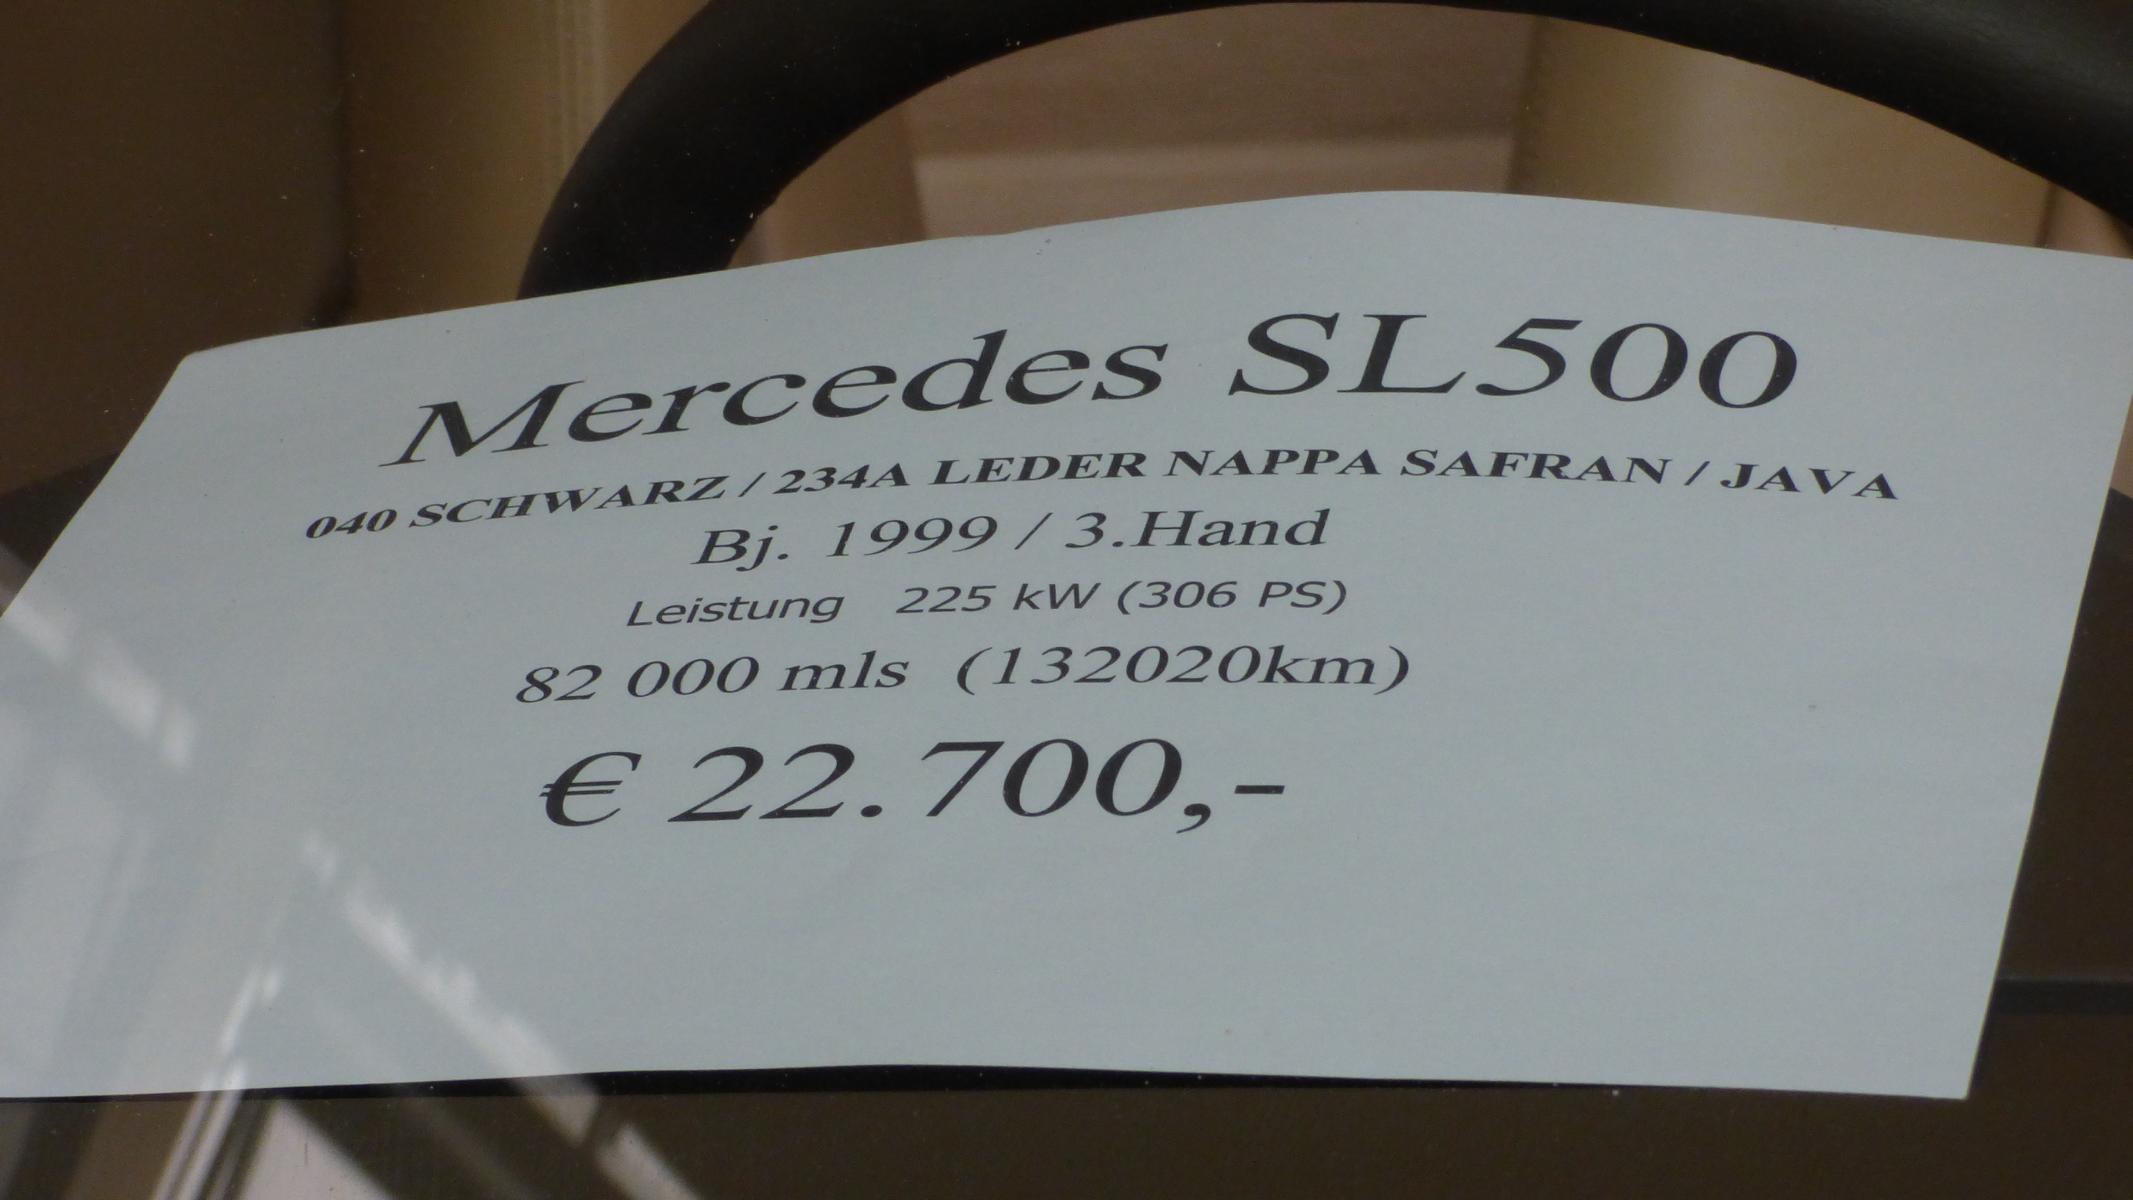 Mercedes SL500
040 SCHWARZ / 234A LEDER NAPPA SAFRAN / JAVA
Bj. 1999 / 3.Hand
Leistung 225 kW (306 PS)
82 000 mls (132020km)
€ 22.700,-